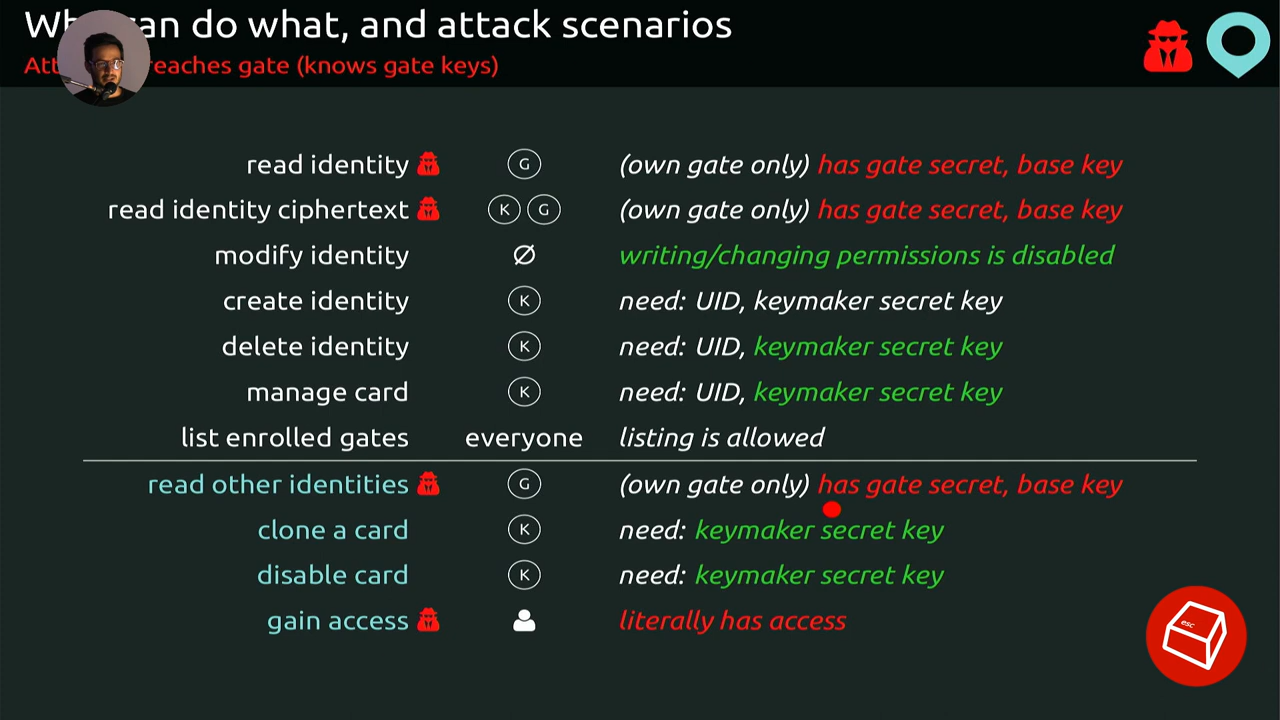 can do what, and attack scenarios
reaches gate (knows gate keys)
read identity G (own gate only) has gate secret, base key
read identity ciphertext K G (own gate only) has gate secret, base key
modify identity ∅ writing/changing permissions is disabled
create identity K need: UID, keymaker secret key
delete identity K need: UID, keymaker secret key
manage card K need: UID, keymaker secret key
list enrolled gates everyone listing is allowed
read other identities G (own gate only) has gate secret, base key
clone a card K need: keymaker secret key
disable card K need: keymaker secret key
gain access literally has access
esc